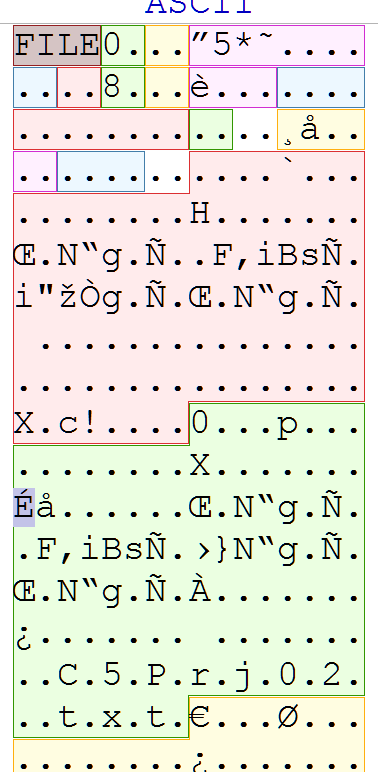 ASCII
FILE0...″5*˜....
....8...è.......
.............¸å.
.............`...
........H.......
Œ.N“g.Ñ..F,iBsÑ.
i"žÒg.Ñ.Œ.N“g.Ñ.
 ...............
................
X.c!....0...p...
........X.......
Éå......Œ.N“g.Ñ.
.F,iBsÑ.›}N“g.Ñ.
Œ.N“g.Ñ.À.......
¿....... .......
..C.5.P.r.j.0.2.
..t.x.t.€...Ø...
........¿.......